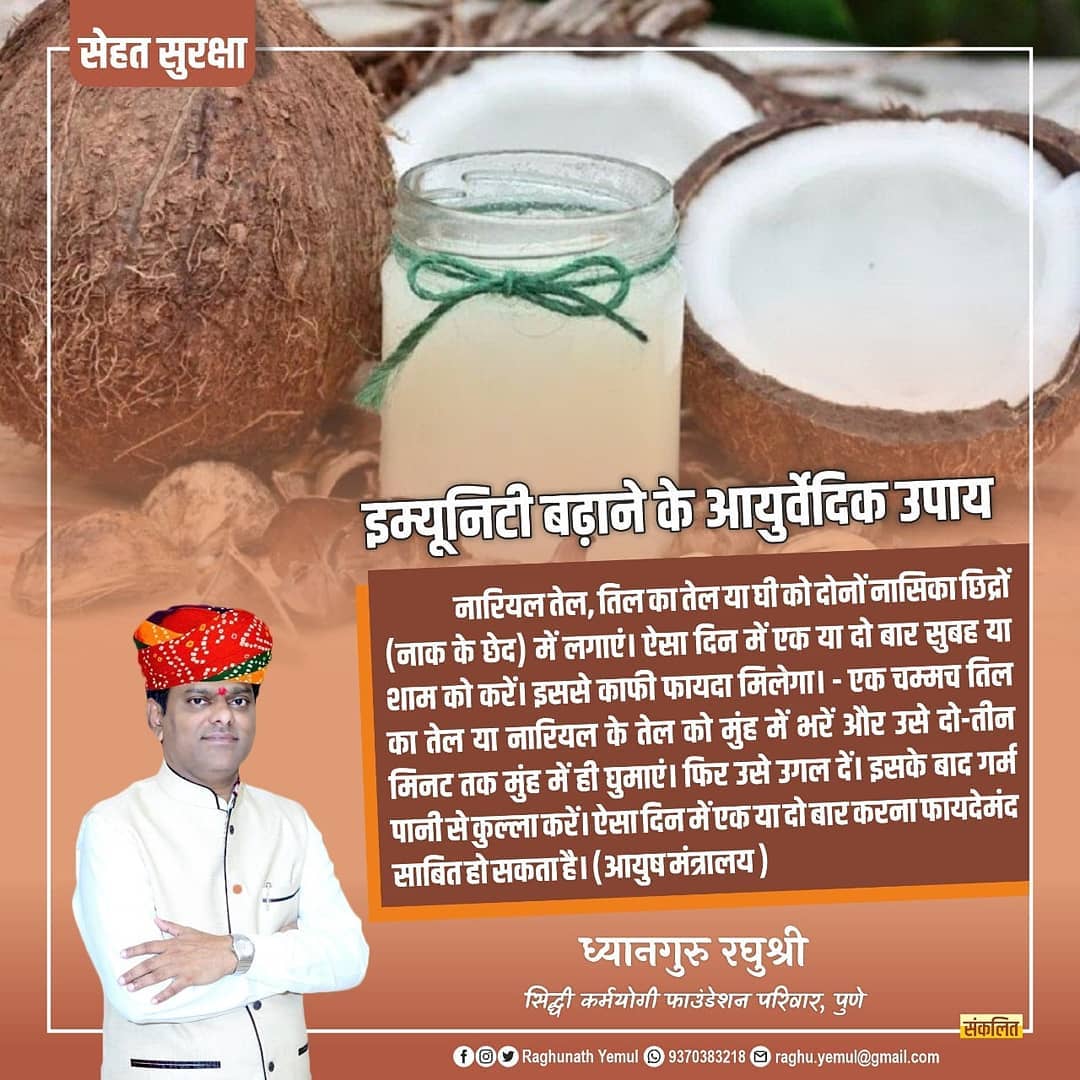 सेहत सुरक्षा
इम्यूनिटी बढ़ाने के आयुर्वेदिक उपाय
नारियल तेल, तिल का तेल या घी को दोनों नासिका छिद्रों
(नाक के छेद) में लगाएं। ऐसा दिन में एक या दो बार सुबह या
शाम को करें। इससे काफी फायदा मिलेगा। - एक चम्मच तिल
का तेल या नारियल के तेल को मुंह में भरें और उसे दो-तीन
मिनट तक मुंह में ही घुमाएं। फिर उसे उगल दें। इसके बाद गर्म
पानी से कुल्ला करें। ऐसा दिन में एक या दो बार करना फायदेमंद
साबित हो सकता है। (आयुष मंत्रालय )
ध्यानगुरु रघुश्री
सिद्धी कर्मयोगी फाउंडेशन परिवार, पुणे
संकलित
Raghunath Yemul 9370383218 raghu.yemul@gmail.com